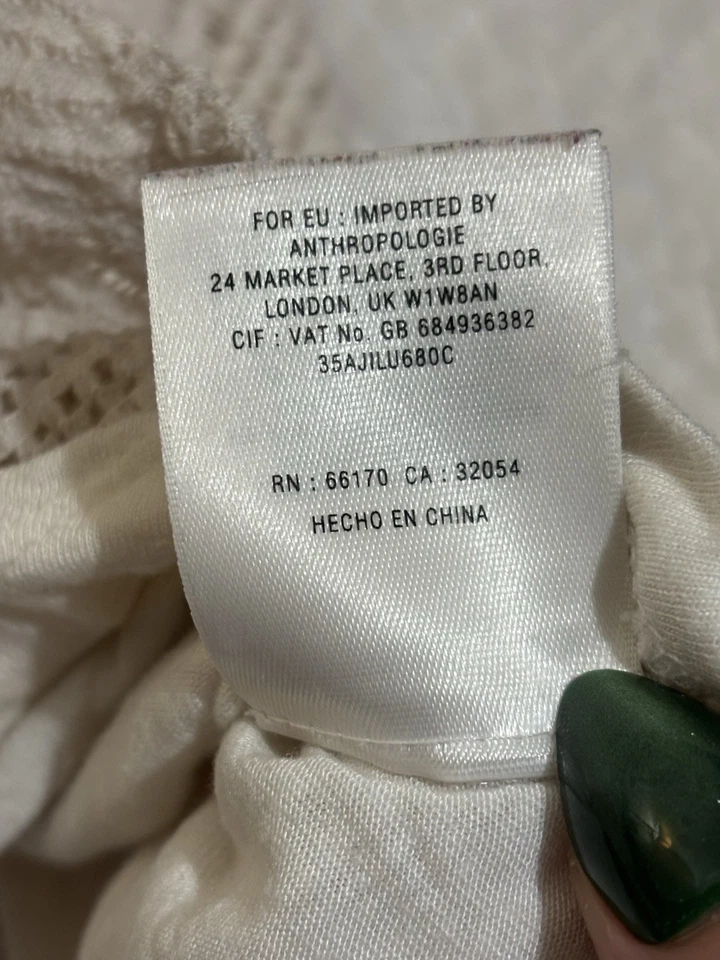 FOR EU : IMPORTED BY
ANTHROPOLOGIE
24 MARKET PLACE, 3RD FLOOR,
LONDON, UK W1W8AN
CIF : VAT No. GB 684936382
35AJILU680C
RN : 66170 CA : 32054
HECHO EN CHINA